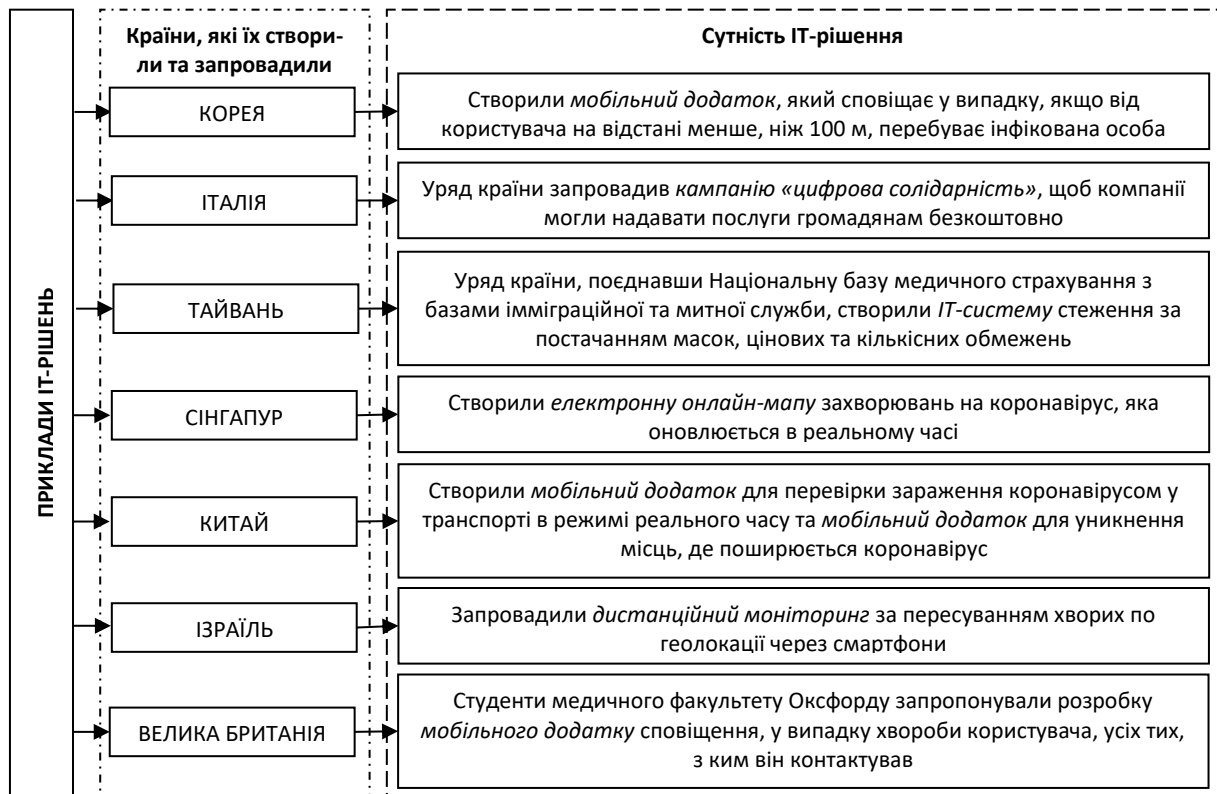 ПРИКЛАДИ ІТ-РІШЕНЬ
Країни, які їх створи-
ли та запровадили
Сутність ІТ-рішення
КОРЕЯ
Створили мобільний додаток, який сповіщає у випадку, якщо від
користувача на відстані менше, ніж 100 м, перебуває інфікована особа
ІТАЛІЯ
Уряд країни запровадив кампанію «цифрова солідарність», щоб компанії
могли надавати послуги громадянам безкоштовно
ТАЙВАНЬ
Уряд країни, поєднавши Національну базу медичного страхування з
базами імміграційної та митної служби, створили ІТ-систему стеження за
постачанням масок, цінових та кількісних обмежень
СІНГАПУР
Створили електронну онлайн-мапу захворювань на коронавірус, яка
оновлюється в реальному часі
КИТАЙ
Створили мобільний додаток для перевірки зараження коронавірусом у
транспорті в режимі реального часу та мобільний додаток для уникнення
місць, де поширюється коронавірус
ІЗРАЇЛЬ
Запровадили дистанційний моніторинг за пересуванням хворих по
геолокації через смартфони
ВЕЛИКА БРИТАНІЯ
Студенти медичного факультету Оксфорду запропонували розробку
мобільного додатку сповіщення, у випадку хвороби користувача, усіх тих,
з ким він контактував